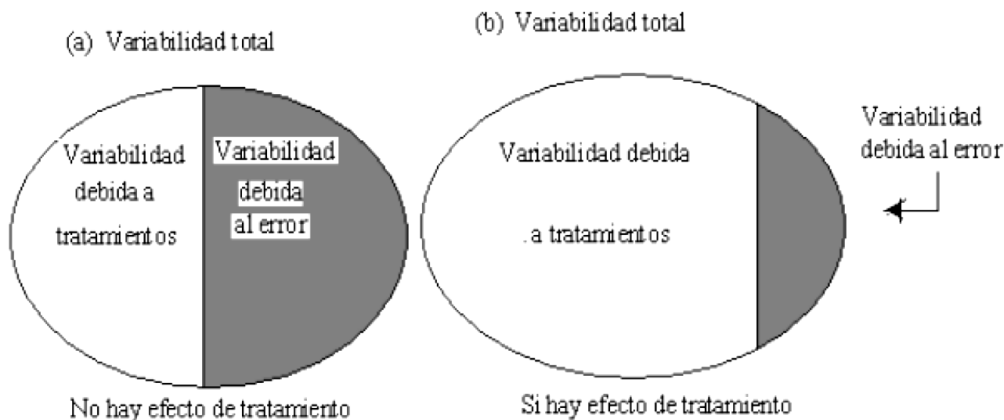 (a) Variabilidad total
Variabilidad
debida a
tratamientos
Variabilidad
debida
al error
No hay efecto de tratamiento
(b) Variabilidad total
Variabilidad debida
. a tratamientos
Variabilidad
debida al error
Si hay efecto de tratamiento